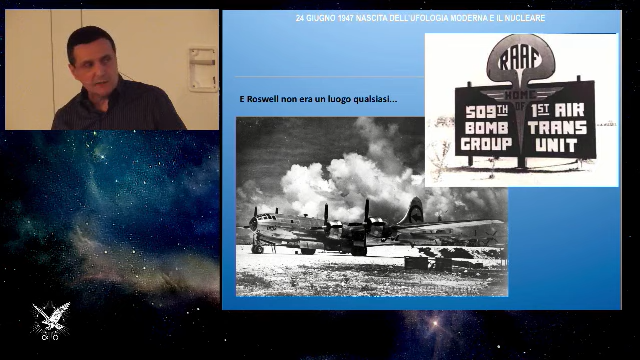 24 GIUGNO 1947 NASCITA DELL'UFOLOGIA MODERNA E IL NUCLEARE
E Roswell non era un luogo qualsiasi...
RAAF
HOME
OF
509TH
BOMB
GROUP
1ST AIR
TRANS
UNIT